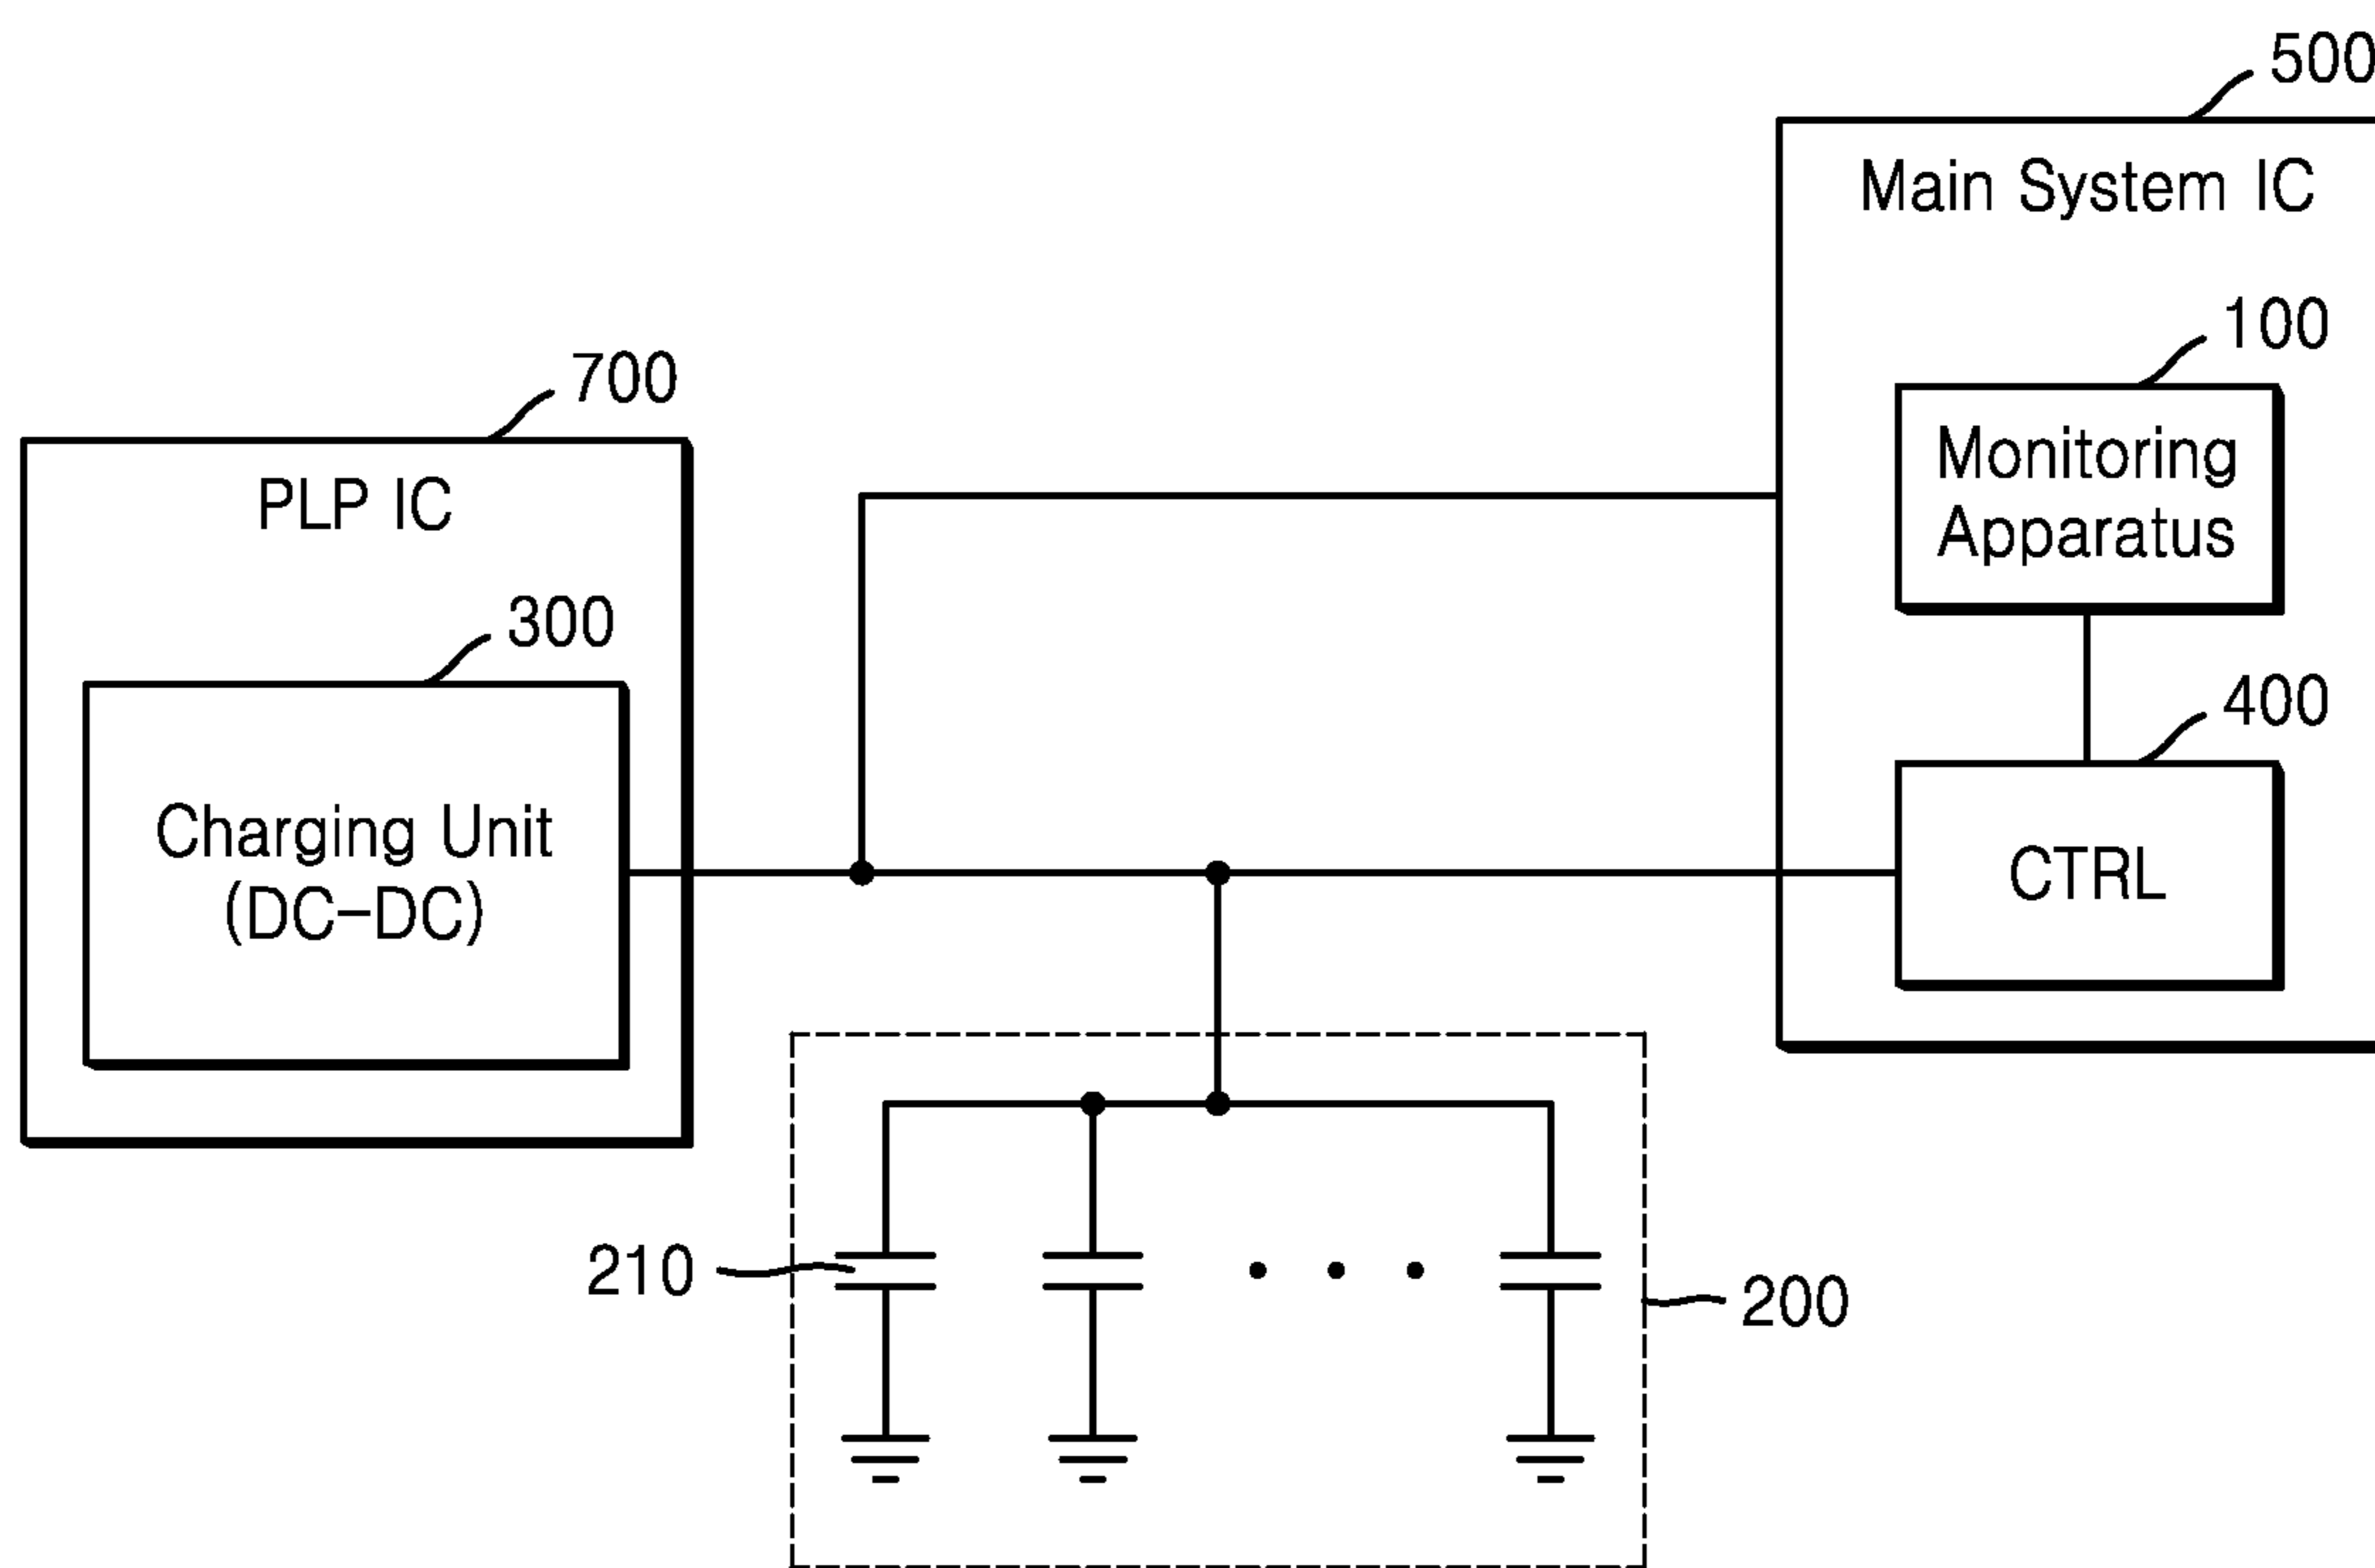 500
Main System IC
100
Monitoring
Apparatus
700
PLP IC
300
Charging Unit
(DC-DC)
400
CTRL
210
200